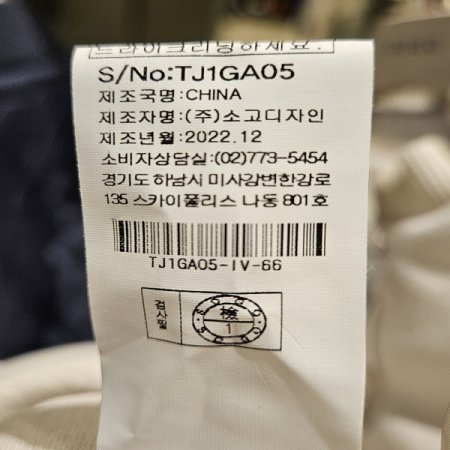 드라이크리닝하세요.
S/No:TJ1GA05
제조국명:CHINA
제조자명:(주)소고디자인
제조년월:2022.12
소비자상담실:(02)773-5454
경기도 하남시 미사강변한강로
135 스카이폴리스 나동 801호
TJ1GA05-IV-66
검사필
檢
1